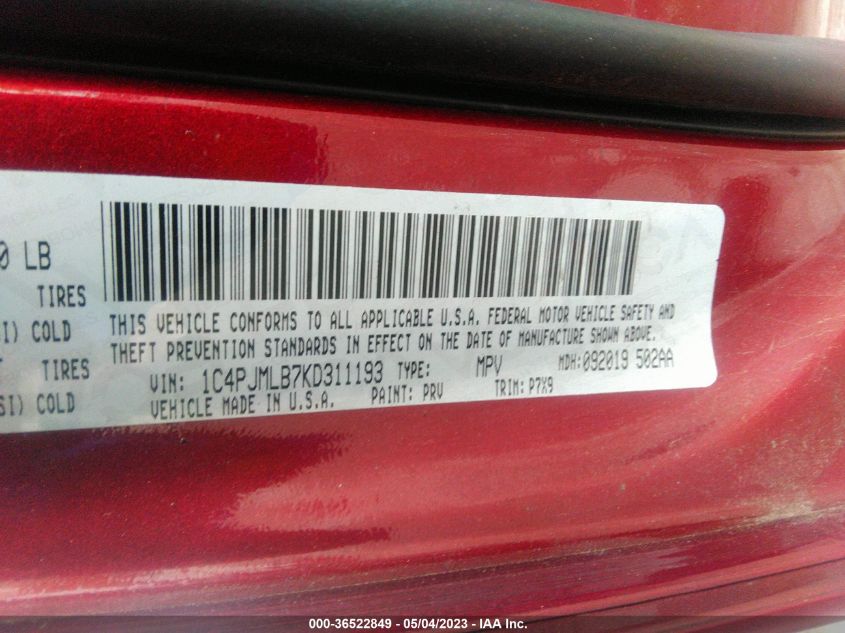 0 LB
TIRES
SI) COLD
TIRES
SI) COLD
THIS VEHICLE CONFORMS TO ALL APPLICABLE U.S.A. FEDERAL MOTOR VEHICLE SAFETY AND
THEFT PREVENTION STANDARDS IN EFFECT ON THE DATE OF MANUFACTURE SHOWN ABOVE.
VIN: 1C4PJMLB7KD311193 TYPE: MPV MDH:092019 502AA
VEHICLE MADE IN U.S.A. PAINT: PRV TRIM: P7X9
000-36522849 - 05/04/2023 - IAA Inc.